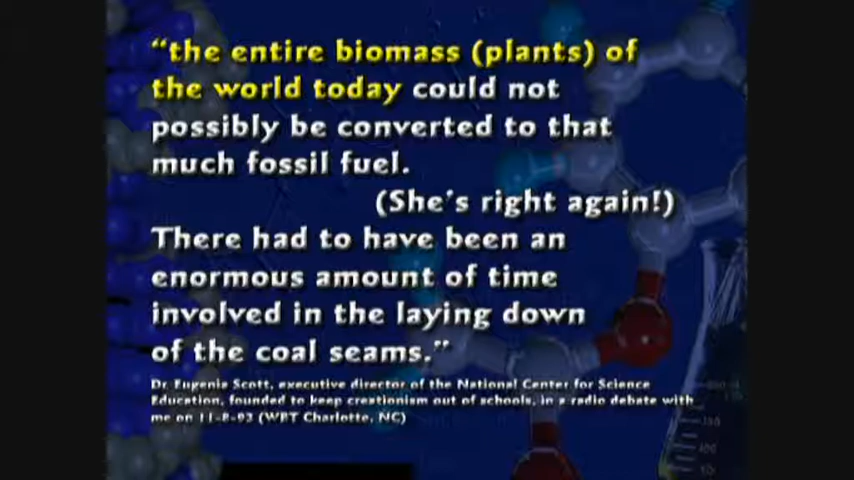 “the entire biomass (plants) of
the world today could not
possibly be converted to that
much fossil fuel.
(She's right again!)
There had to have been an
enormous amount of time
involved in the laying down
of the coal seams.”
Dr. Eugenie Scott, executive director of the National Center for Science
Education, founded to keep creationism out of schools, in a radio debate with
me on 11-8-93 (WBT Charlotte, NC)